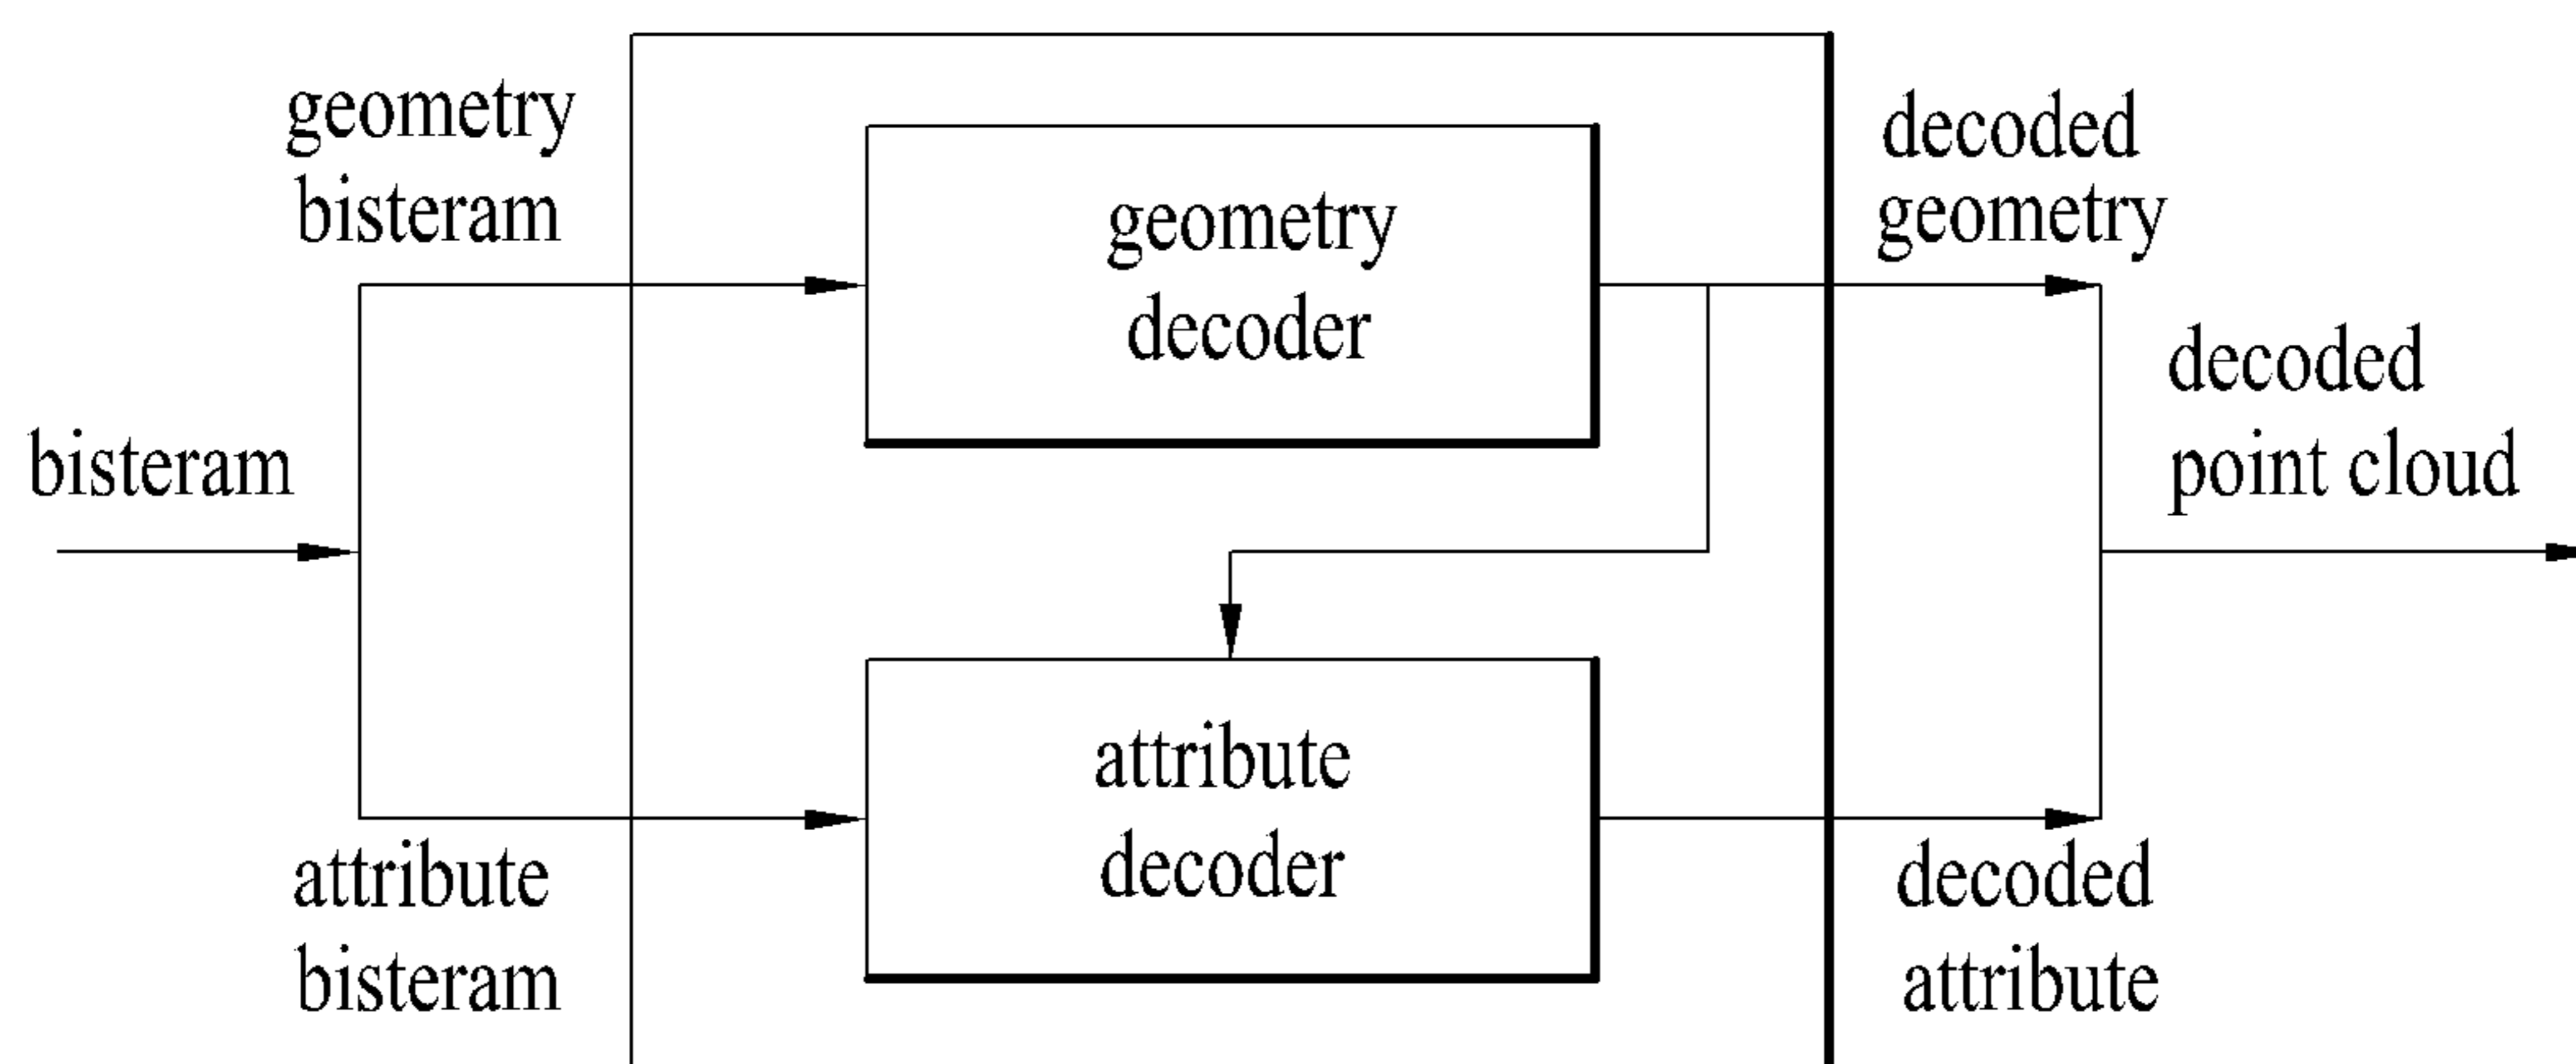 geometry
bisteram
bisteram
attribute
bisteram
geometry
decoder
attribute
decoder
decoded
geometry
decoded
point cloud
decoded
attribute